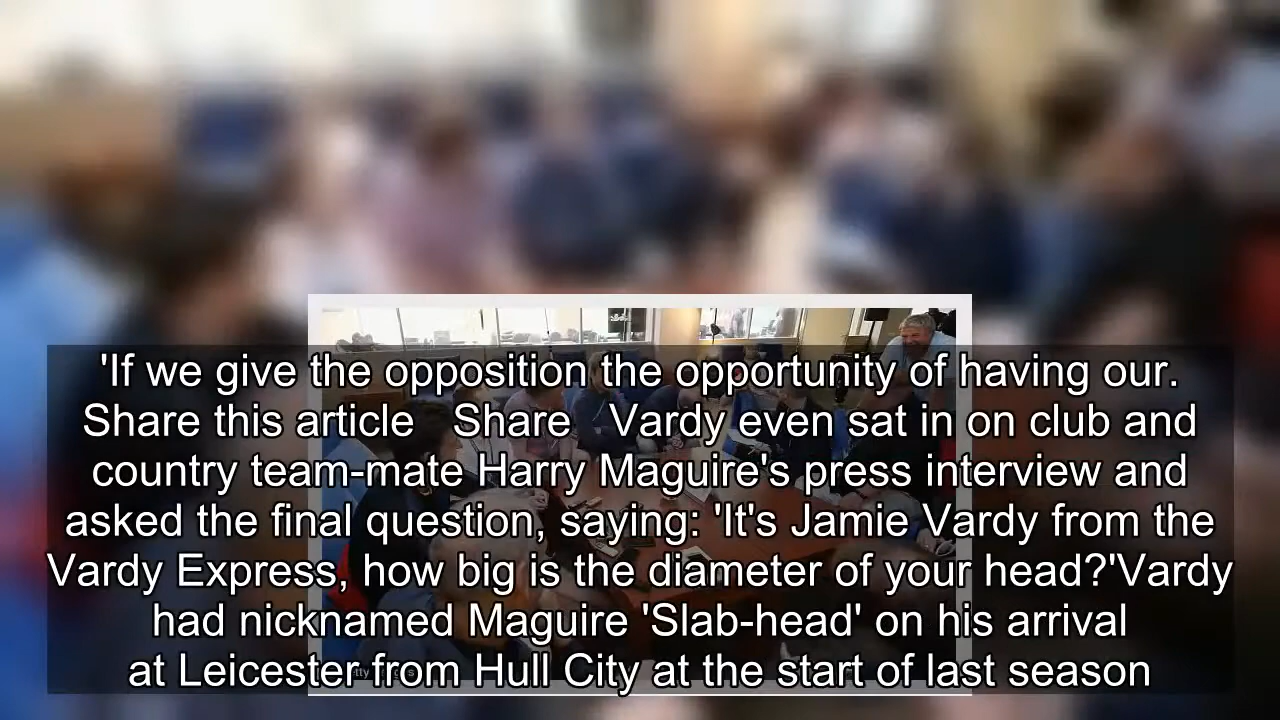 'If we give the opposition the opportunity of having our.
Share this article Share Vardy even sat in on club and
country team-mate Harry Maguire's press interview and
asked the final question, saying: 'It's Jamie Vardy from the
Vardy Express, how big is the diameter of your head?'Vardy
had nicknamed Maguire 'Slab-head' on his arrival
at Leicester from Hull City at the start of last season